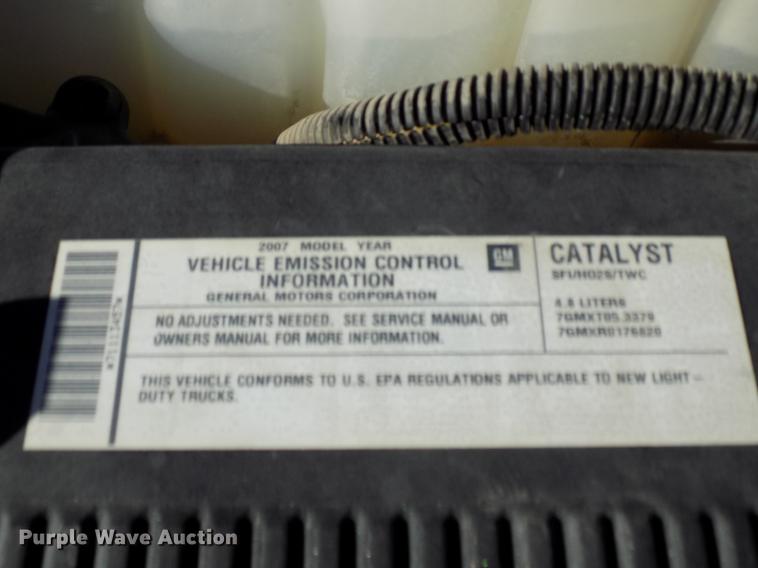 2007 MODEL YEAR
VEHICLE EMISSION CONTROL
INFORMATION
GENERAL MOTORS CORPORATION
GM
NO ADJUSTMENTS NEEDED. SEE SERVICE MANUAL OR
OWNERS MANUAL FOR MORE INFORMATION.
THIS VEHICLE CONFORMS TO U.S. EPA REGULATIONS APPLICABLE TO NEW LIGHT-
DUTY TRUCKS.
CATALYST
SFI/HO2S/TWC
4.8 LITERS
7GMXT05.3379
7GMXR0176820
Purple Wave Auction